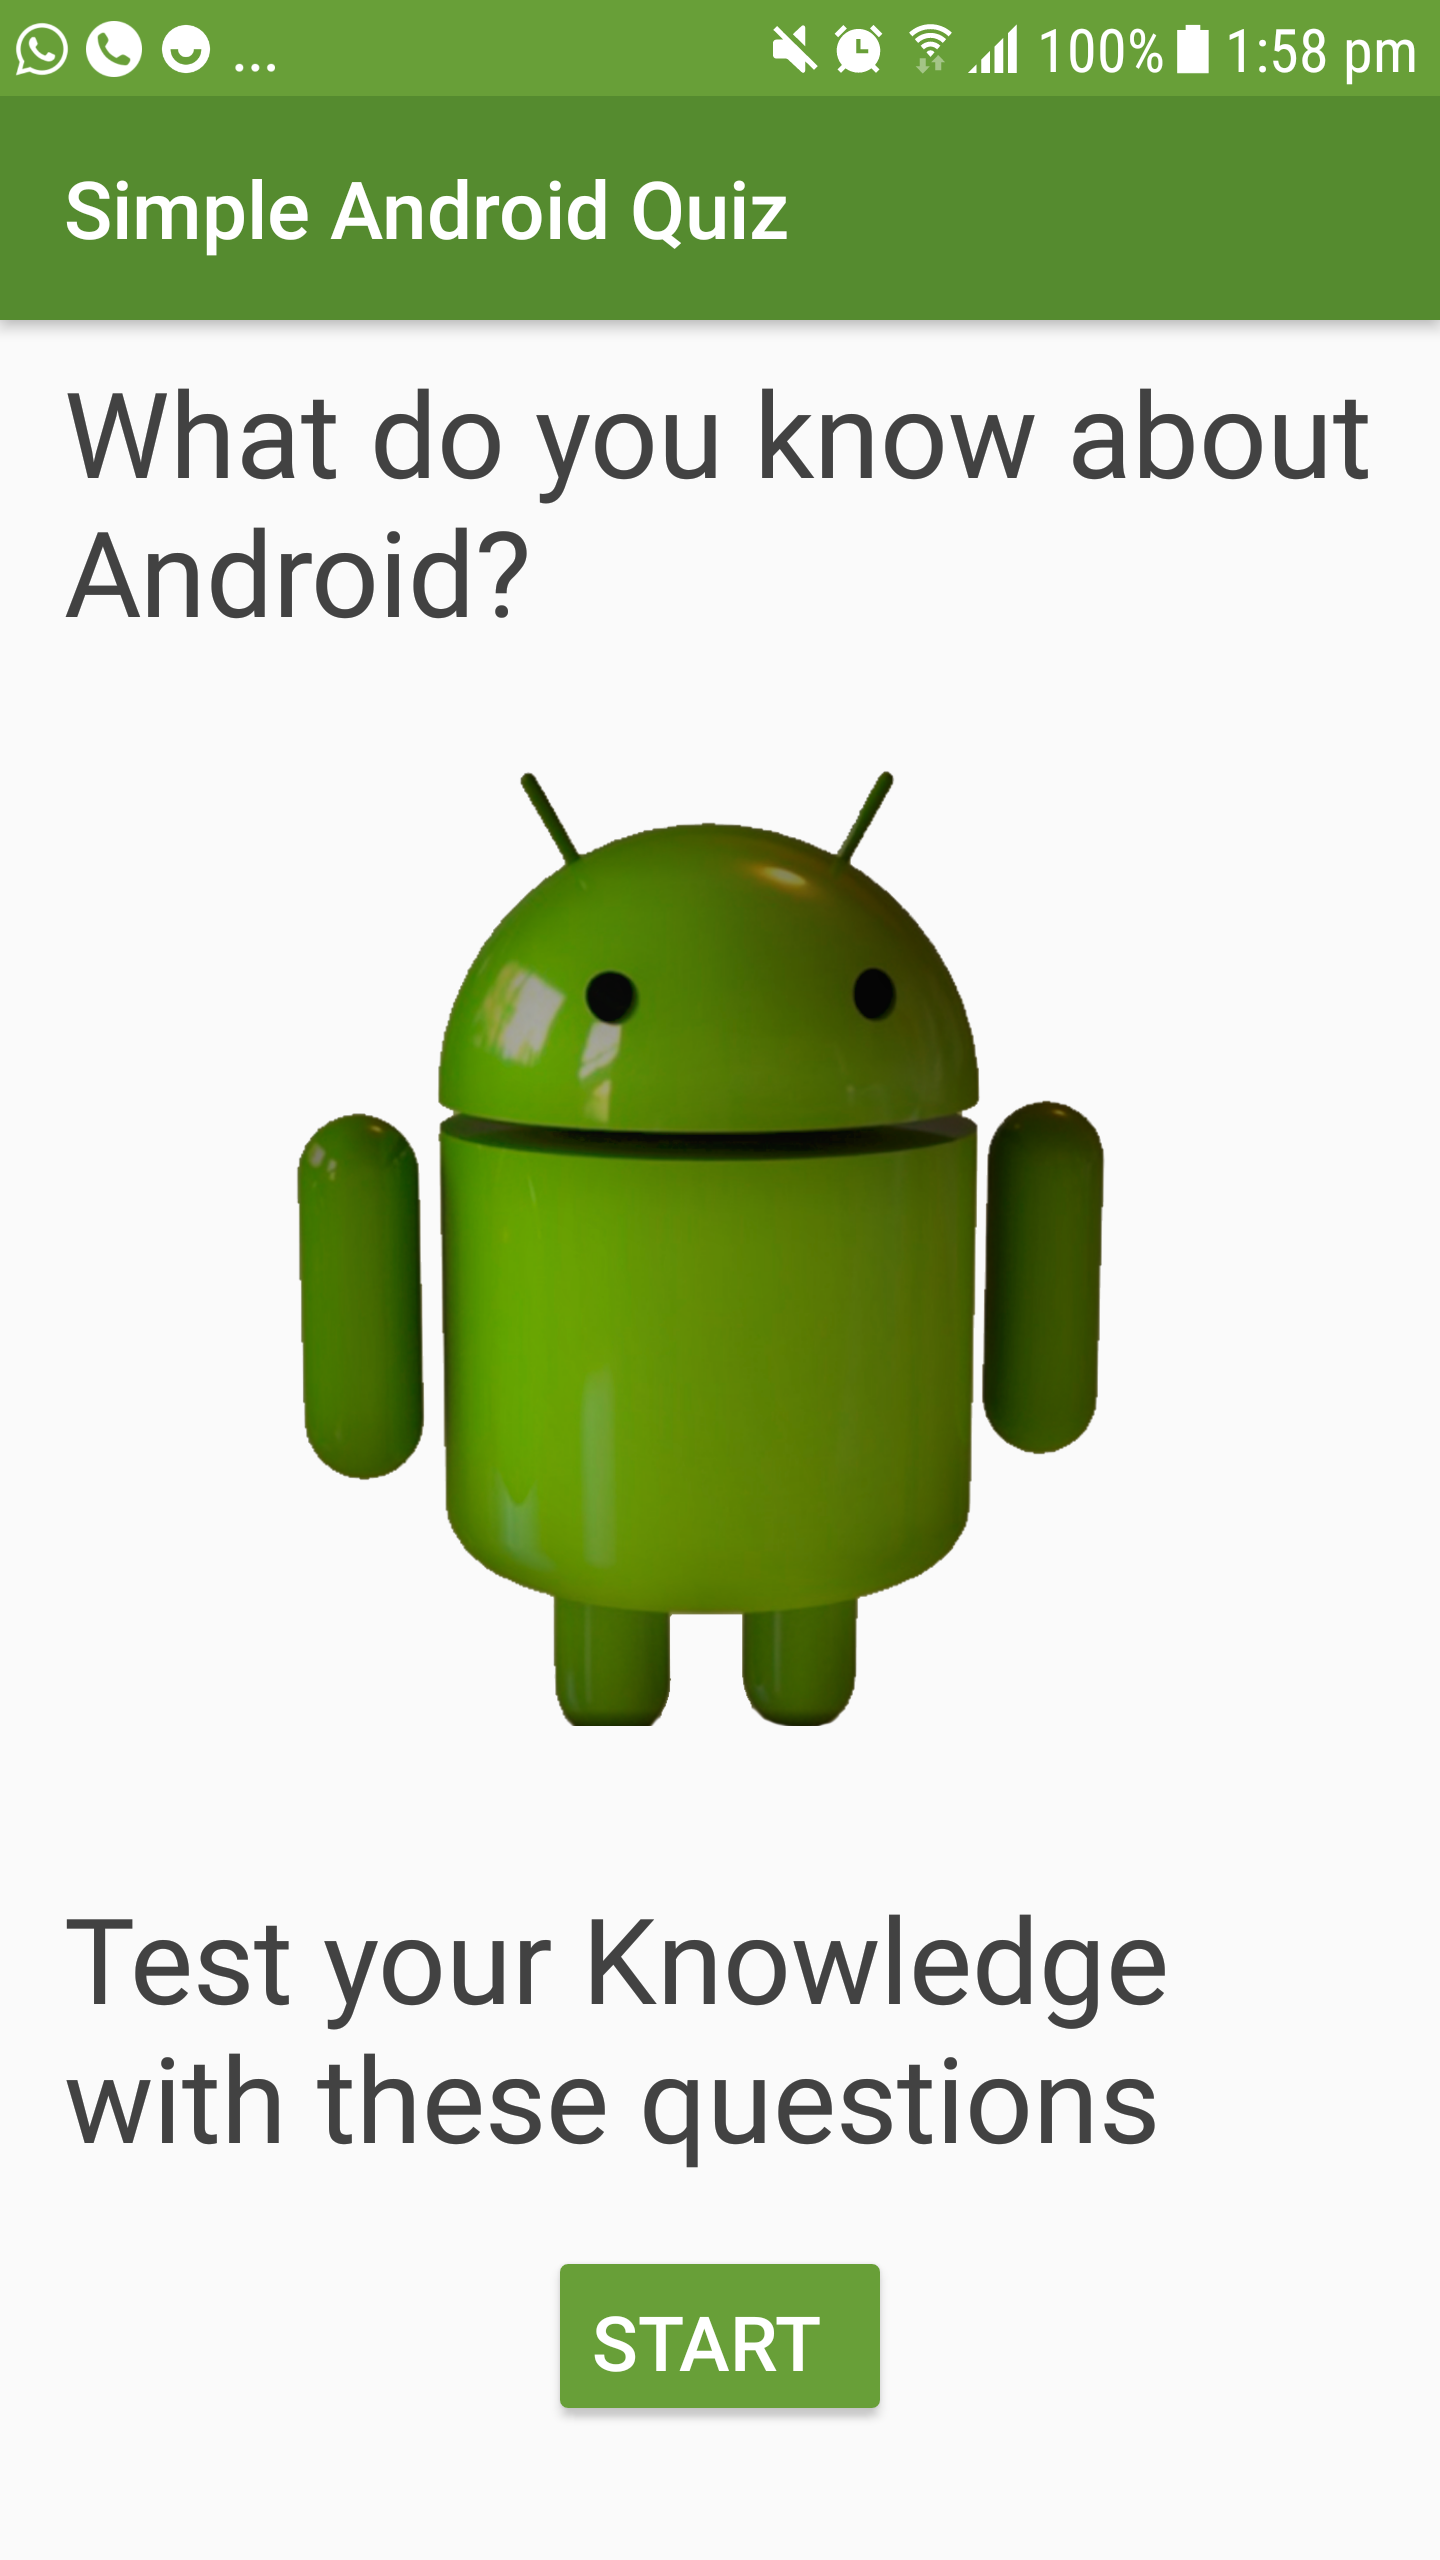 ... 100% 1:58 pm
Simple Android Quiz
What do you know about
Android?
Test your Knowledge
with these questions
START